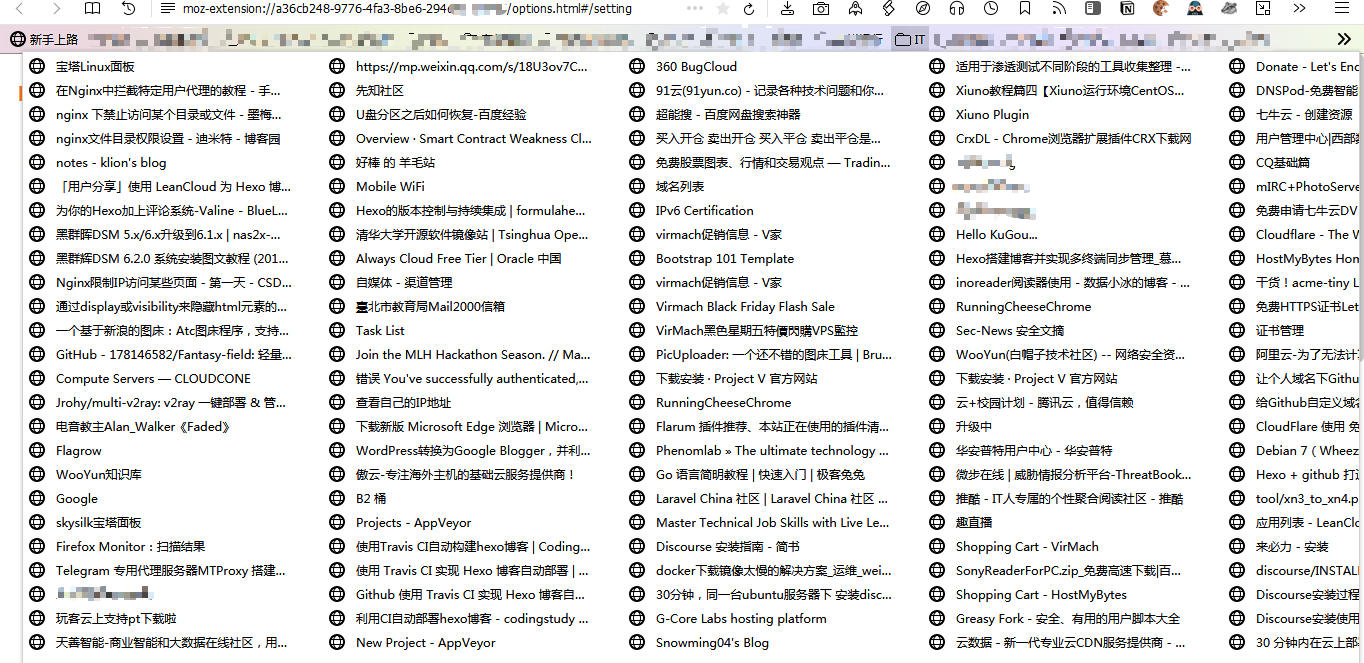 moz-extension://a36cb248-9776-4fa3-8be6-294 /options.html#/setting
新手上路
IT
宝塔Linux面板
在Nginx中拦截特定用户代理的教程 - 手...
nginx 下禁止访问某个目录或文件 - 墨梅...
nginx文件目录权限设置 - 迪米特 - 博客园
notes - klion's blog
「用户分享」使用 LeanCloud 为 Hexo 博...
为你的Hexo加上评论系统-Valine - BlueL...
黑群晖DSM 5.x/6.x升级到6.1.x | nas2x-...
黑群辉DSM 6.2.0 系统安装图文教程 (201...
Nginx限制IP访问某些页面 - 第一天 - CSD...
通过display或visibility来隐藏html元素的...
一个基于新浪的图床：Atc图床程序，支持...
GitHub - 178146582/Fantasy-field: 轻量...
Compute Servers — CLOUDCONE
Jrohy/multi-v2ray: v2ray 一键部署 & 管...
电音教主Alan_Walker《Faded》
Flagrow
WooYun知识库
Google
skysilk宝塔面板
Firefox Monitor：扫描结果
Telegram 专用代理服务器MTProxy 搭建...
玩客云上支持pt下载啦
天善智能-商业智能和大数据在线社区，用...
https://mp.weixin.qq.com/s/18U3ov7C...
先知社区
U盘分区之后如何恢复-百度经验
Overview · Smart Contract Weakness Cl...
好棒 的 羊毛站
Mobile WiFi
Hexo的版本控制与持续集成 | formulahe...
清华大学开源软件镜像站 | Tsinghua Ope...
Always Cloud Free Tier | Oracle 中国
自媒体 - 渠道管理
臺北市教育局Mail2000信箱
Task List
Join the MLH Hackathon Season. // Ma...
错误 You've successfully authenticated,...
查看自己的IP地址
下载新版 Microsoft Edge 浏览器 | Micro...
WordPress转换为Google Blogger，并利...
傲云-专注海外主机的基础云服务提供商！
B2 桶
Projects - AppVeyor
使用Travis CI自动构建hexo博客 | Coding...
使用 Travis CI 实现 Hexo 博客自动部署 | ...
Github 使用 Travis CI 实现 Hexo 博客自...
利用CI自动部署hexo博客 - codingstudy ...
New Project - AppVeyor
360 BugCloud
91云(91yun.co) - 记录各种技术问题和你...
超能搜 - 百度网盘搜索神器
买入开仓 卖出开仓 买入平仓 卖出平仓是...
免费股票图表、行情和交易观点 — Tradin...
域名列表
IPv6 Certification
virmach促销信息 - V家
Bootstrap 101 Template
virmach促销信息 - V家
Virmach Black Friday Flash Sale
VirMach黑色星期五特價閃購VPS監控
PicUploader: 一个还不错的图床工具 | Bru...
下载安装 · Project V 官方网站
RunningCheeseChrome
Flarum 插件推荐、本站正在使用的插件清...
Phenomlab » The ultimate technology ...
Go 语言简明教程 | 快速入门 | 极客兔兔
Laravel China 社区 | Laravel China 社区 ...
Master Technical Job Skills with Live Le...
Discourse 安装指南 - 简书
docker下载镜像太慢的解决方案_运维_wei...
30分钟，同一台ubuntu服务器下 安装disc...
G-Core Labs hosting platform
Snowming04's Blog
适用于渗透测试不同阶段的工具收集整理 -...
Xiuno教程篇四【Xiuno运行环境CentOS...
Xiuno Plugin
CrxDL - Chrome浏览器扩展插件CRX下载网
Hello KuGou...
Hexo搭建博客并实现多终端同步管理_慕...
inoreader阅读器使用 - 数据小冰的博客 - ...
RunningCheeseChrome
Sec-News 安全文摘
WooYun(白帽子技术社区) -- 网络安全资...
下载安装 · Project V 官方网站
云+校园计划 - 腾讯云，值得信赖
升级中
华安普特用户中心 - 华安普特
微步在线 | 威胁情报分析平台-ThreatBook...
推酷 - IT人专属的个性聚合阅读社区 - 推酷
趣直播
Shopping Cart - VirMach
SonyReaderForPC.zip_免费高速下载|百...
Shopping Cart - HostMyBytes
Greasy Fork - 安全、有用的用户脚本大全
云数据 - 新一代专业云CDN服务提供商 - ...
Donate - Let's Enc
DNSPod-免费智能
七牛云 - 创建资源
用户管理中心|西部
CQ基础篇
mIRC+PhotoServe
免费申请七牛云DV
Cloudflare - The W
HostMyBytes Hom
干货！acme-tiny L
免费HTTPS证书Let
证书管理
阿里云-为了无法计
让个人域名下Github
给Github自定义域名
CloudFlare 使用 免
Debian 7 ( Wheez
Hexo + github 打
tool/xn3_to_xn4.p
应用列表 - LeanClo
来必力 - 安装
discourse/INSTAL
Discourse安装过程
Discourse安装使用
30 分钟内在云上部